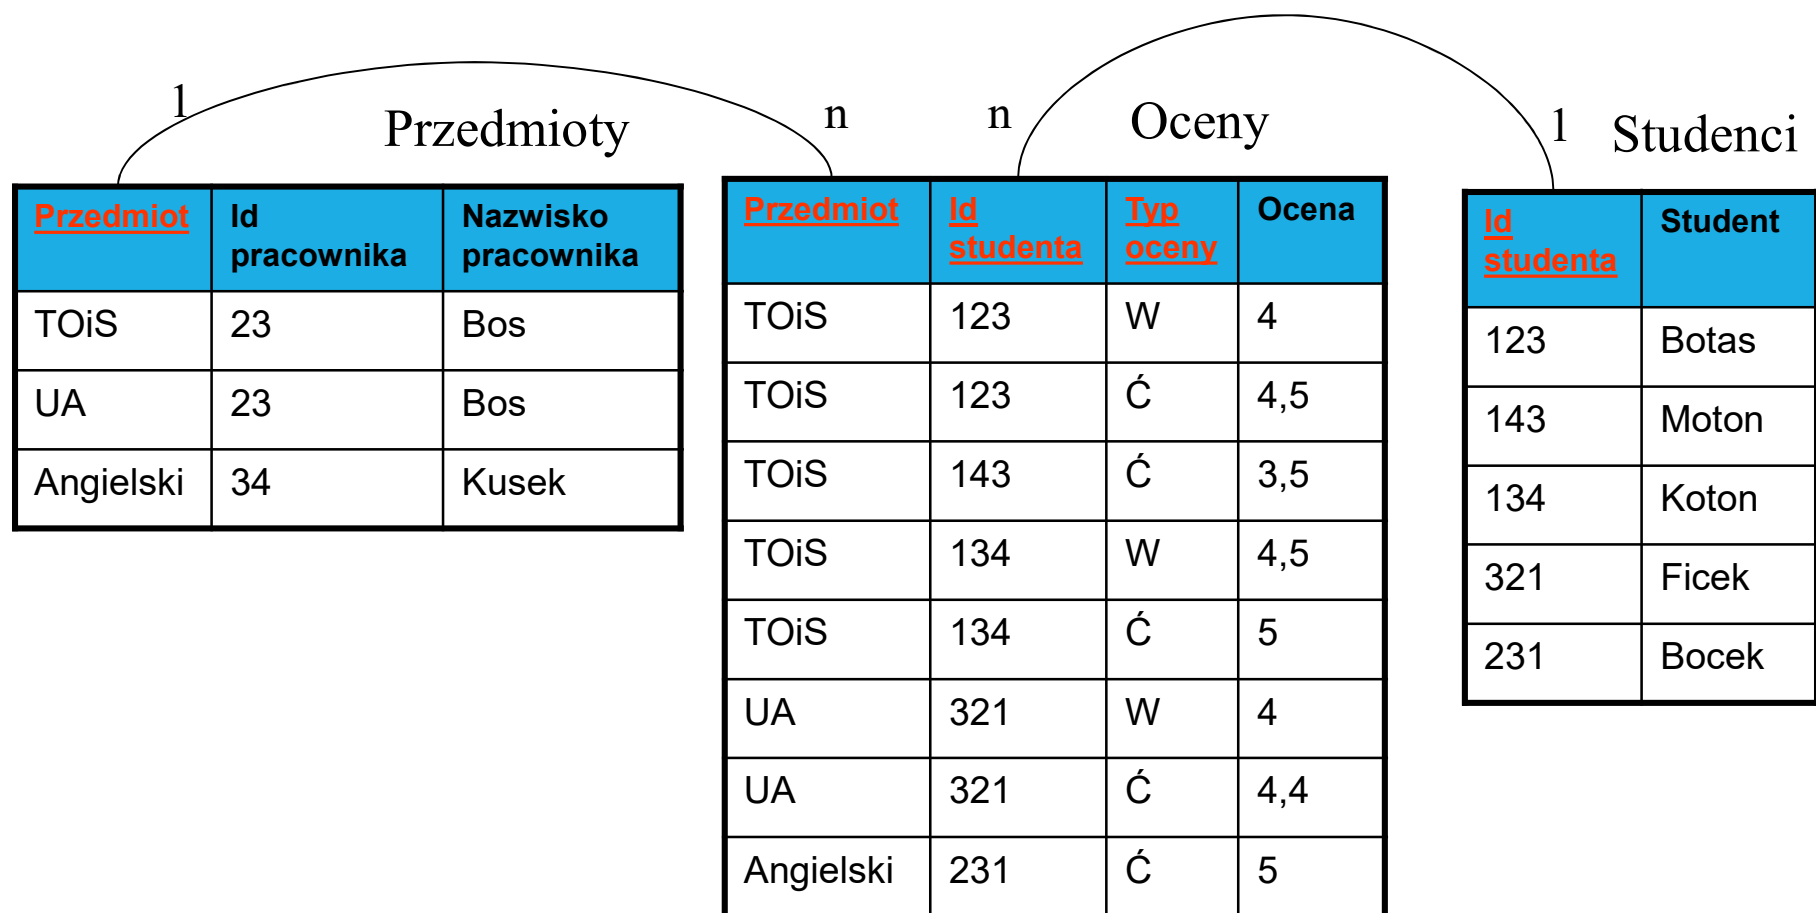 1
Przedmioty
n
n
Oceny
1
Studenci
Przedmiot Id pracownika Nazwisko pracownika
TOiS 23 Bos
UA 23 Bos
Angielski 34 Kusek
Przedmiot Id studenta Typ oceny Ocena
TOiS 123 W 4
TOiS 123 Ć 4,5
TOiS 143 Ć 3,5
TOiS 134 W 4,5
TOiS 134 Ć 5
UA 321 W 4
UA 321 Ć 4,4
Angielski 231 Ć 5
Id studenta Student
123 Botas
143 Moton
134 Koton
321 Ficek
231 Bocek